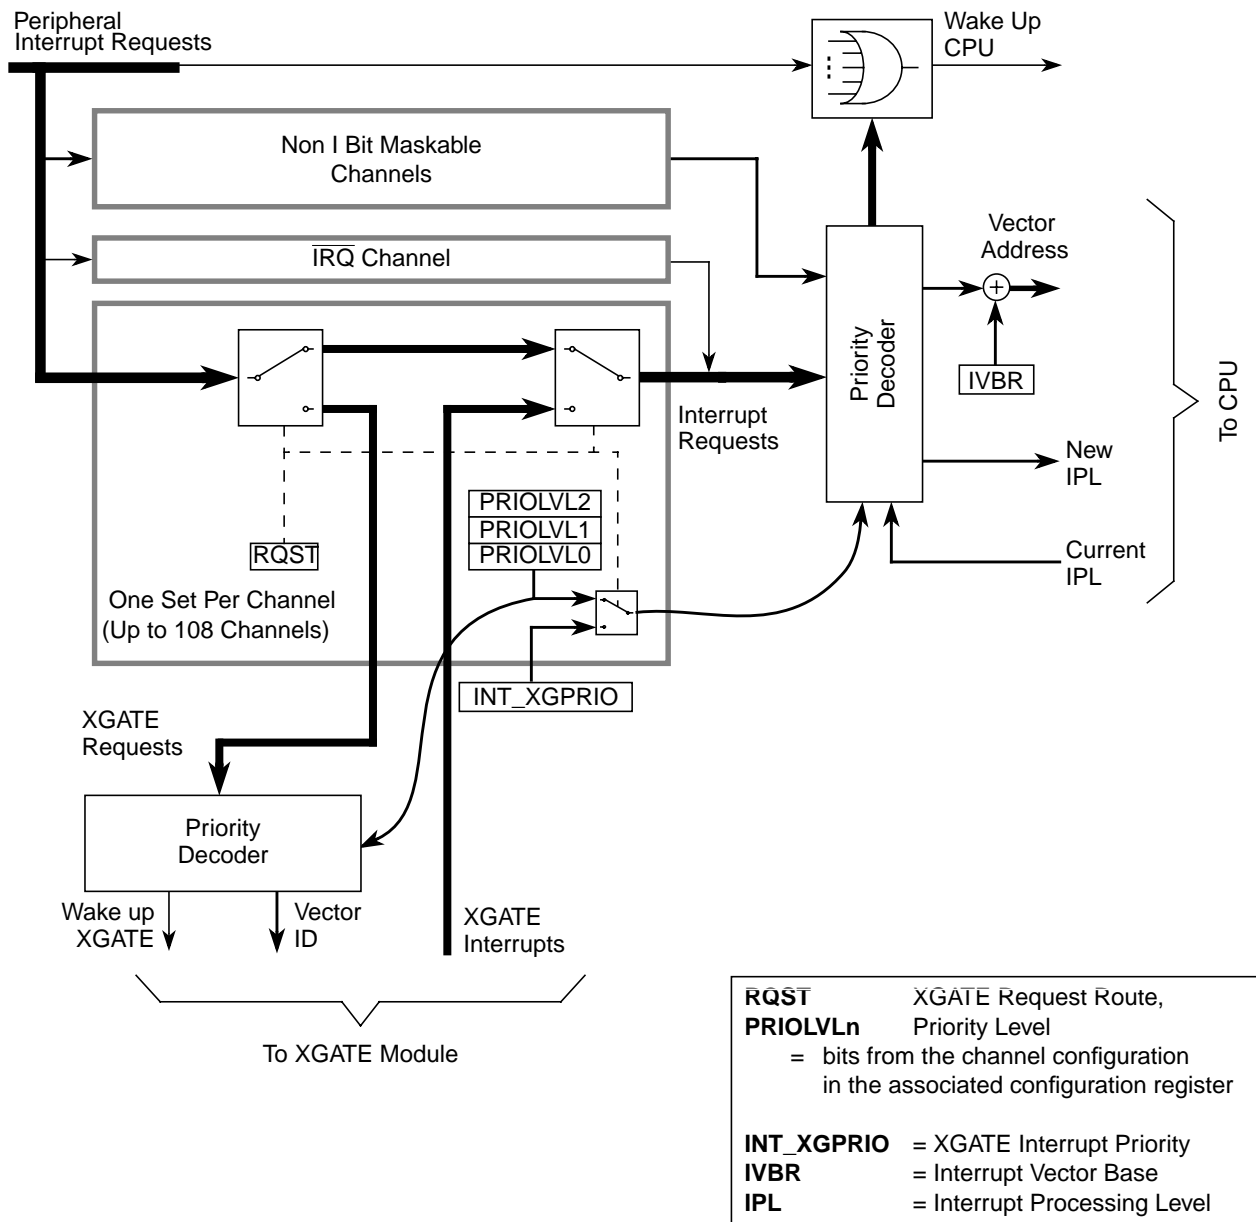 Peripheral
Interrupt Requests
Wake Up
CPU
Non I Bit Maskable
Channels
IRQ Channel
Vector
Address
+
IVBR
Priority
Decoder
To CPU
Interrupt
Requests
New
IPL
Current
IPL
PRIOLVL2
PRIOLVL1
PRIOLVL0
RQST
One Set Per Channel
(Up to 108 Channels)
INT_XGPRIO
XGATE
Requests
Priority
Decoder
Wake up
XGATE
Vector
ID
XGATE
Interrupts
To XGATE Module
RQST XGATE Request Route,
PRIOLVLn Priority Level
= bits from the channel configuration
in the associated configuration register
INT_XGPRIO = XGATE Interrupt Priority
IVBR = Interrupt Vector Base
IPL = Interrupt Processing Level